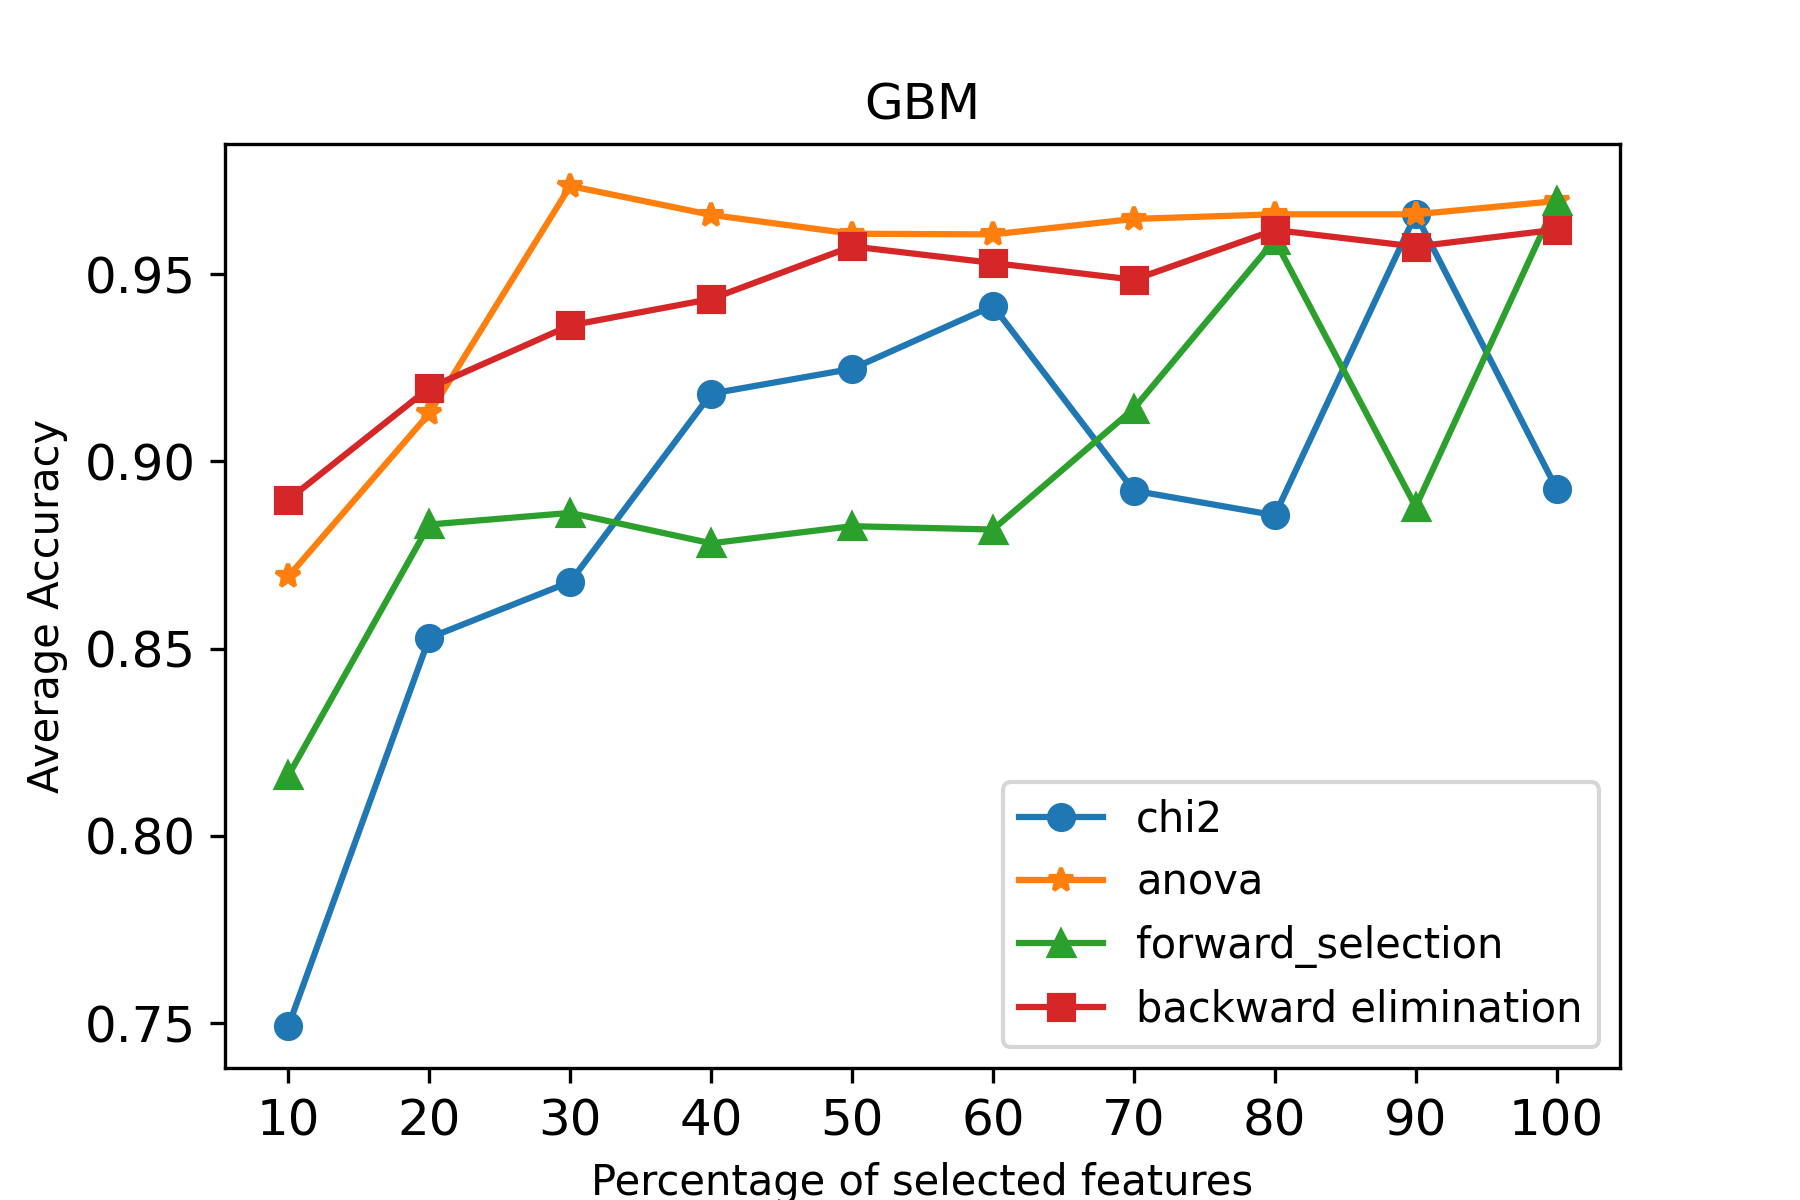 GBM
Average Accuracy
0.95
0.90
0.85
0.80
0.75
chi2
anova
forward_selection
backward elimination
10 20 30 40 50 60 70 80 90 100
Percentage of selected features